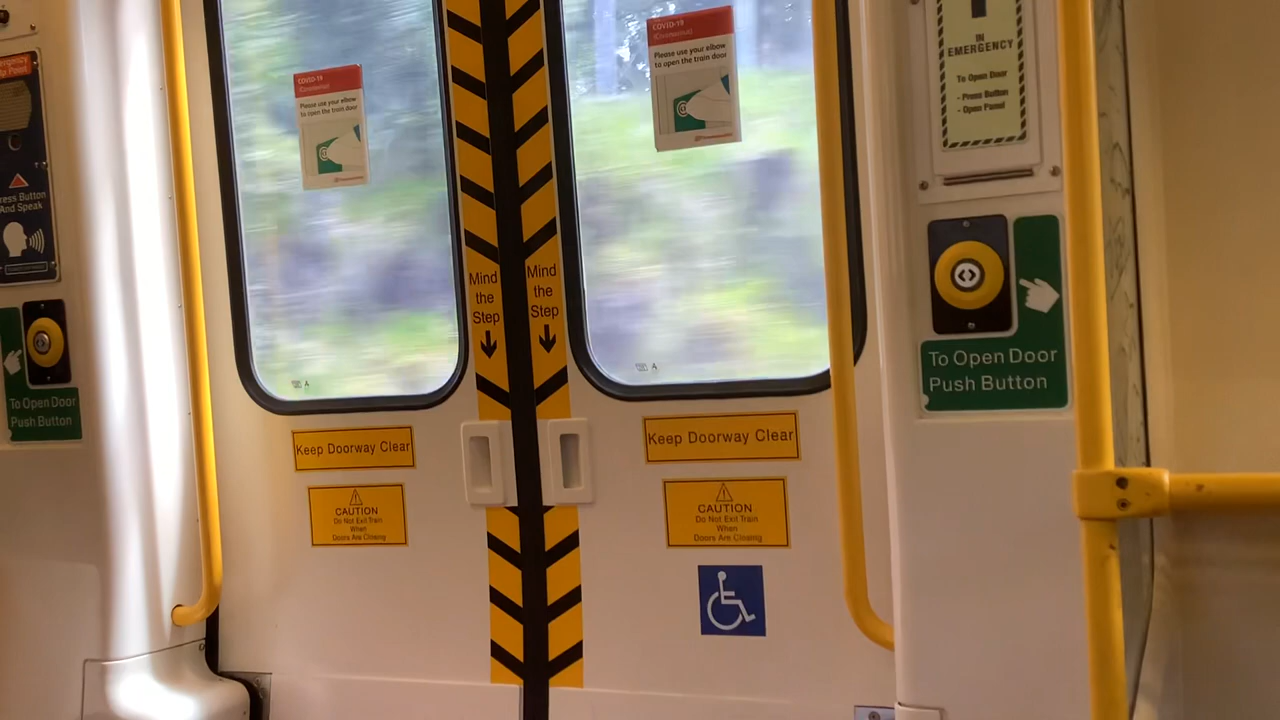 Press Button
And Speak
To Open Door
Push Button
COVID-19
(Coronavirus)
Please use your elbow
to open the train door
Mind
the
Step
Keep Doorway Clear
CAUTION
Do Not Exit Train
When
Doors Are Closing
Mind
the
Step
COVID-19
(Coronavirus)
Please use your elbow
to open the train door
Keep Doorway Clear
CAUTION
Do Not Exit Train
When
Doors Are Closing
IN
EMERGENCY
To Open Door
- Press Button
- Open Panel
To Open Door
Push Button